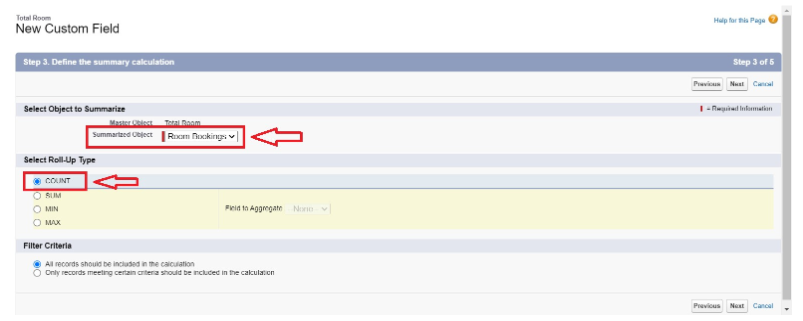 Total Room
New Custom Field
Help for this Page
Step 3. Define the summary calculation Step 3 of 5
Previous Next Cancel
Select Object to Summarize = Required Information
Master Object Total Room
Summarized Object Room Bookings
Select Roll-Up Type
COUNT
SUM
MIN Field to Aggregate None
MAX
Filter Criteria
All records should be included in the calculation
Only records meeting certain criteria should be included in the calculation
Previous Next Cancel